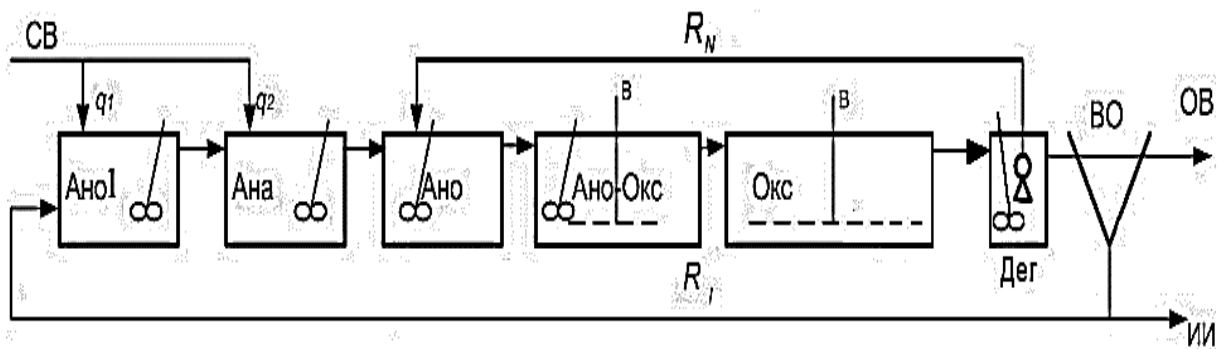 СВ
R_N
q1
q2
В
В
ВО
ОВ
Ано1
Ана
Ано
Ано-Окс
Окс
Дег
R_I
ИИ